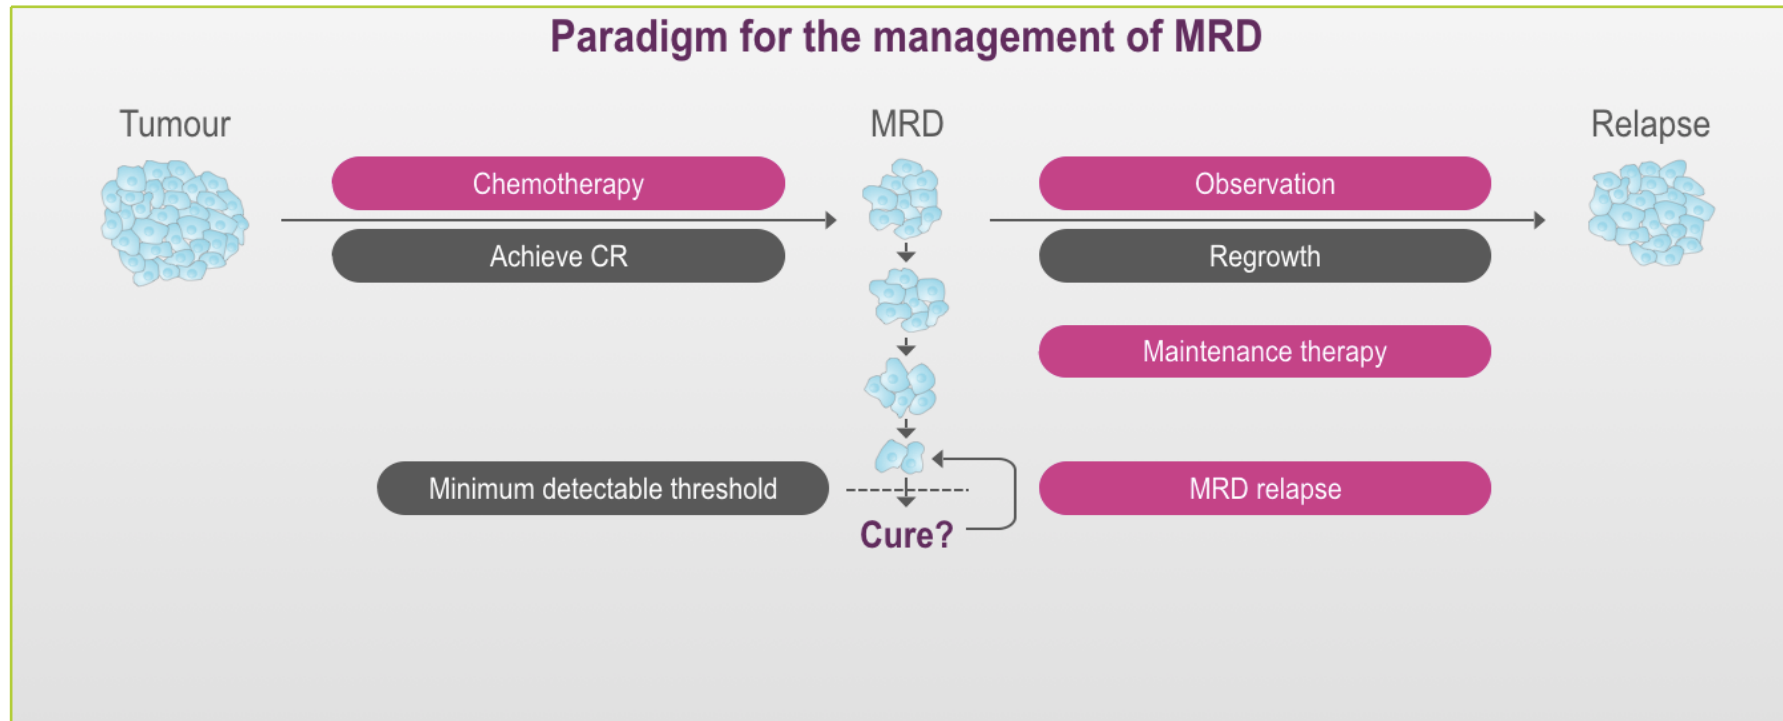 Paradigm for the management of MRD
Tumour
MRD
Relapse
Chemotherapy
Observation
Achieve CR
Regrowth
Maintenance therapy
Minimum detectable threshold
MRD relapse
Cure?